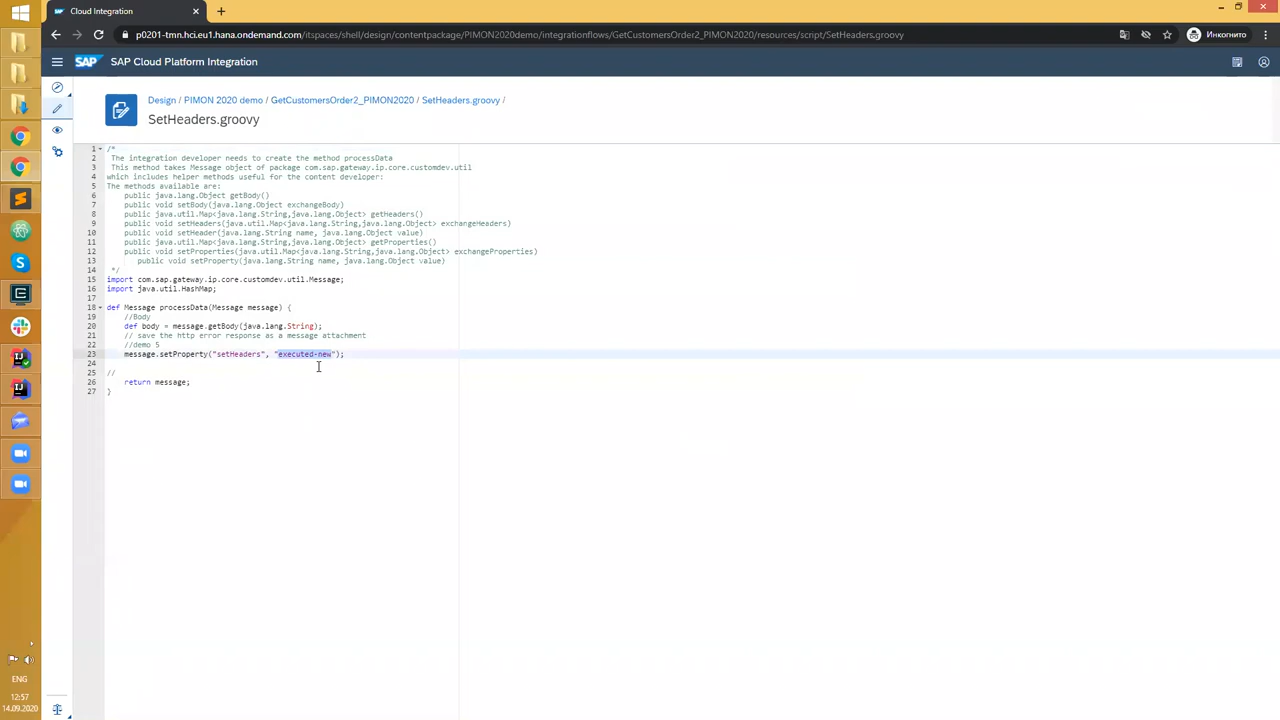 Cloud Integration
p0201-tmn.hci.eu1.hana.ondemand.com/itspaces/shell/design/contentpackage/PIMON2020demo/integrationflows/GetCustomersOrder2_PIMON2020/resources/script/SetHeaders.groovy
Инкогнито
SAP SAP Cloud Platform Integration
Design / PIMON 2020 demo / GetCustomersOrder2_PIMON2020 / SetHeaders.groovy /
SetHeaders.groovy
1 /*
2 The integration developer needs to create the method processData
3 This method takes Message object of package com.sap.gateway.ip.core.customdev.util
4 which includes helper methods useful for the content developer:
5 The methods available are:
6 public java.lang.Object getBody()
7 public void setBody(java.lang.Object exchangeBody)
8 public java.util.Map<java.lang.String,java.lang.Object> getHeaders()
9 public void setHeaders(java.util.Map<java.lang.String,java.lang.Object> exchangeHeaders)
10 public void setHeader(java.lang.String name, java.lang.Object value)
11 public java.util.Map<java.lang.String,java.lang.Object> getProperties()
12 public void setProperties(java.util.Map<java.lang.String,java.lang.Object> exchangeProperties)
13 public void setProperty(java.lang.String name, java.lang.Object value)
14 */
15 import com.sap.gateway.ip.core.customdev.util.Message;
16 import java.util.HashMap;
17
18 def Message processData(Message message) {
19 //Body
20 def body = message.getBody(java.lang.String);
21 // save the http error response as a message attachment
22 //demo 5
23 message.setProperty("setHeaders", "executed-new");
24
25 //
26 return message;
27 }
ENG
12:57
14.09.2020